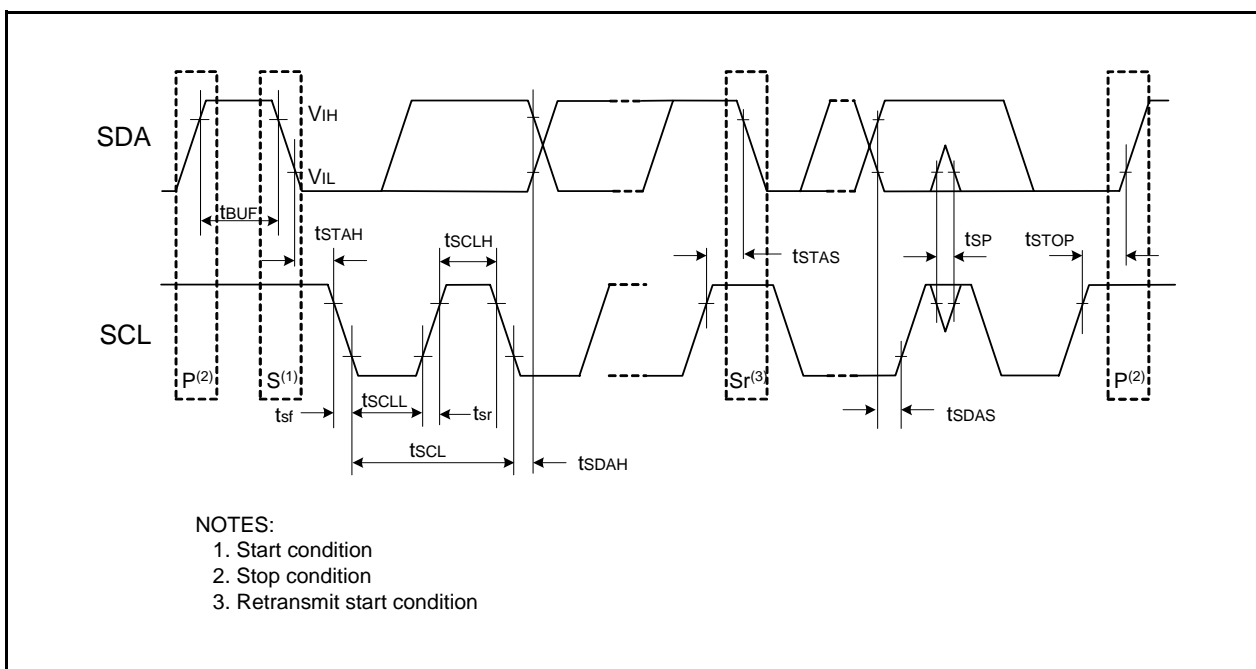 SDA
VIH
VIL
tBUF
tSTAH
tSCLH
tSTAS
tSP
tSTOP
SCL
P(2)
S(1)
Sr(3)
P(2)
tsf
tSCLL
tsr
tSCL
tSDAH
tSDAS
NOTES:
1. Start condition
2. Stop condition
3. Retransmit start condition